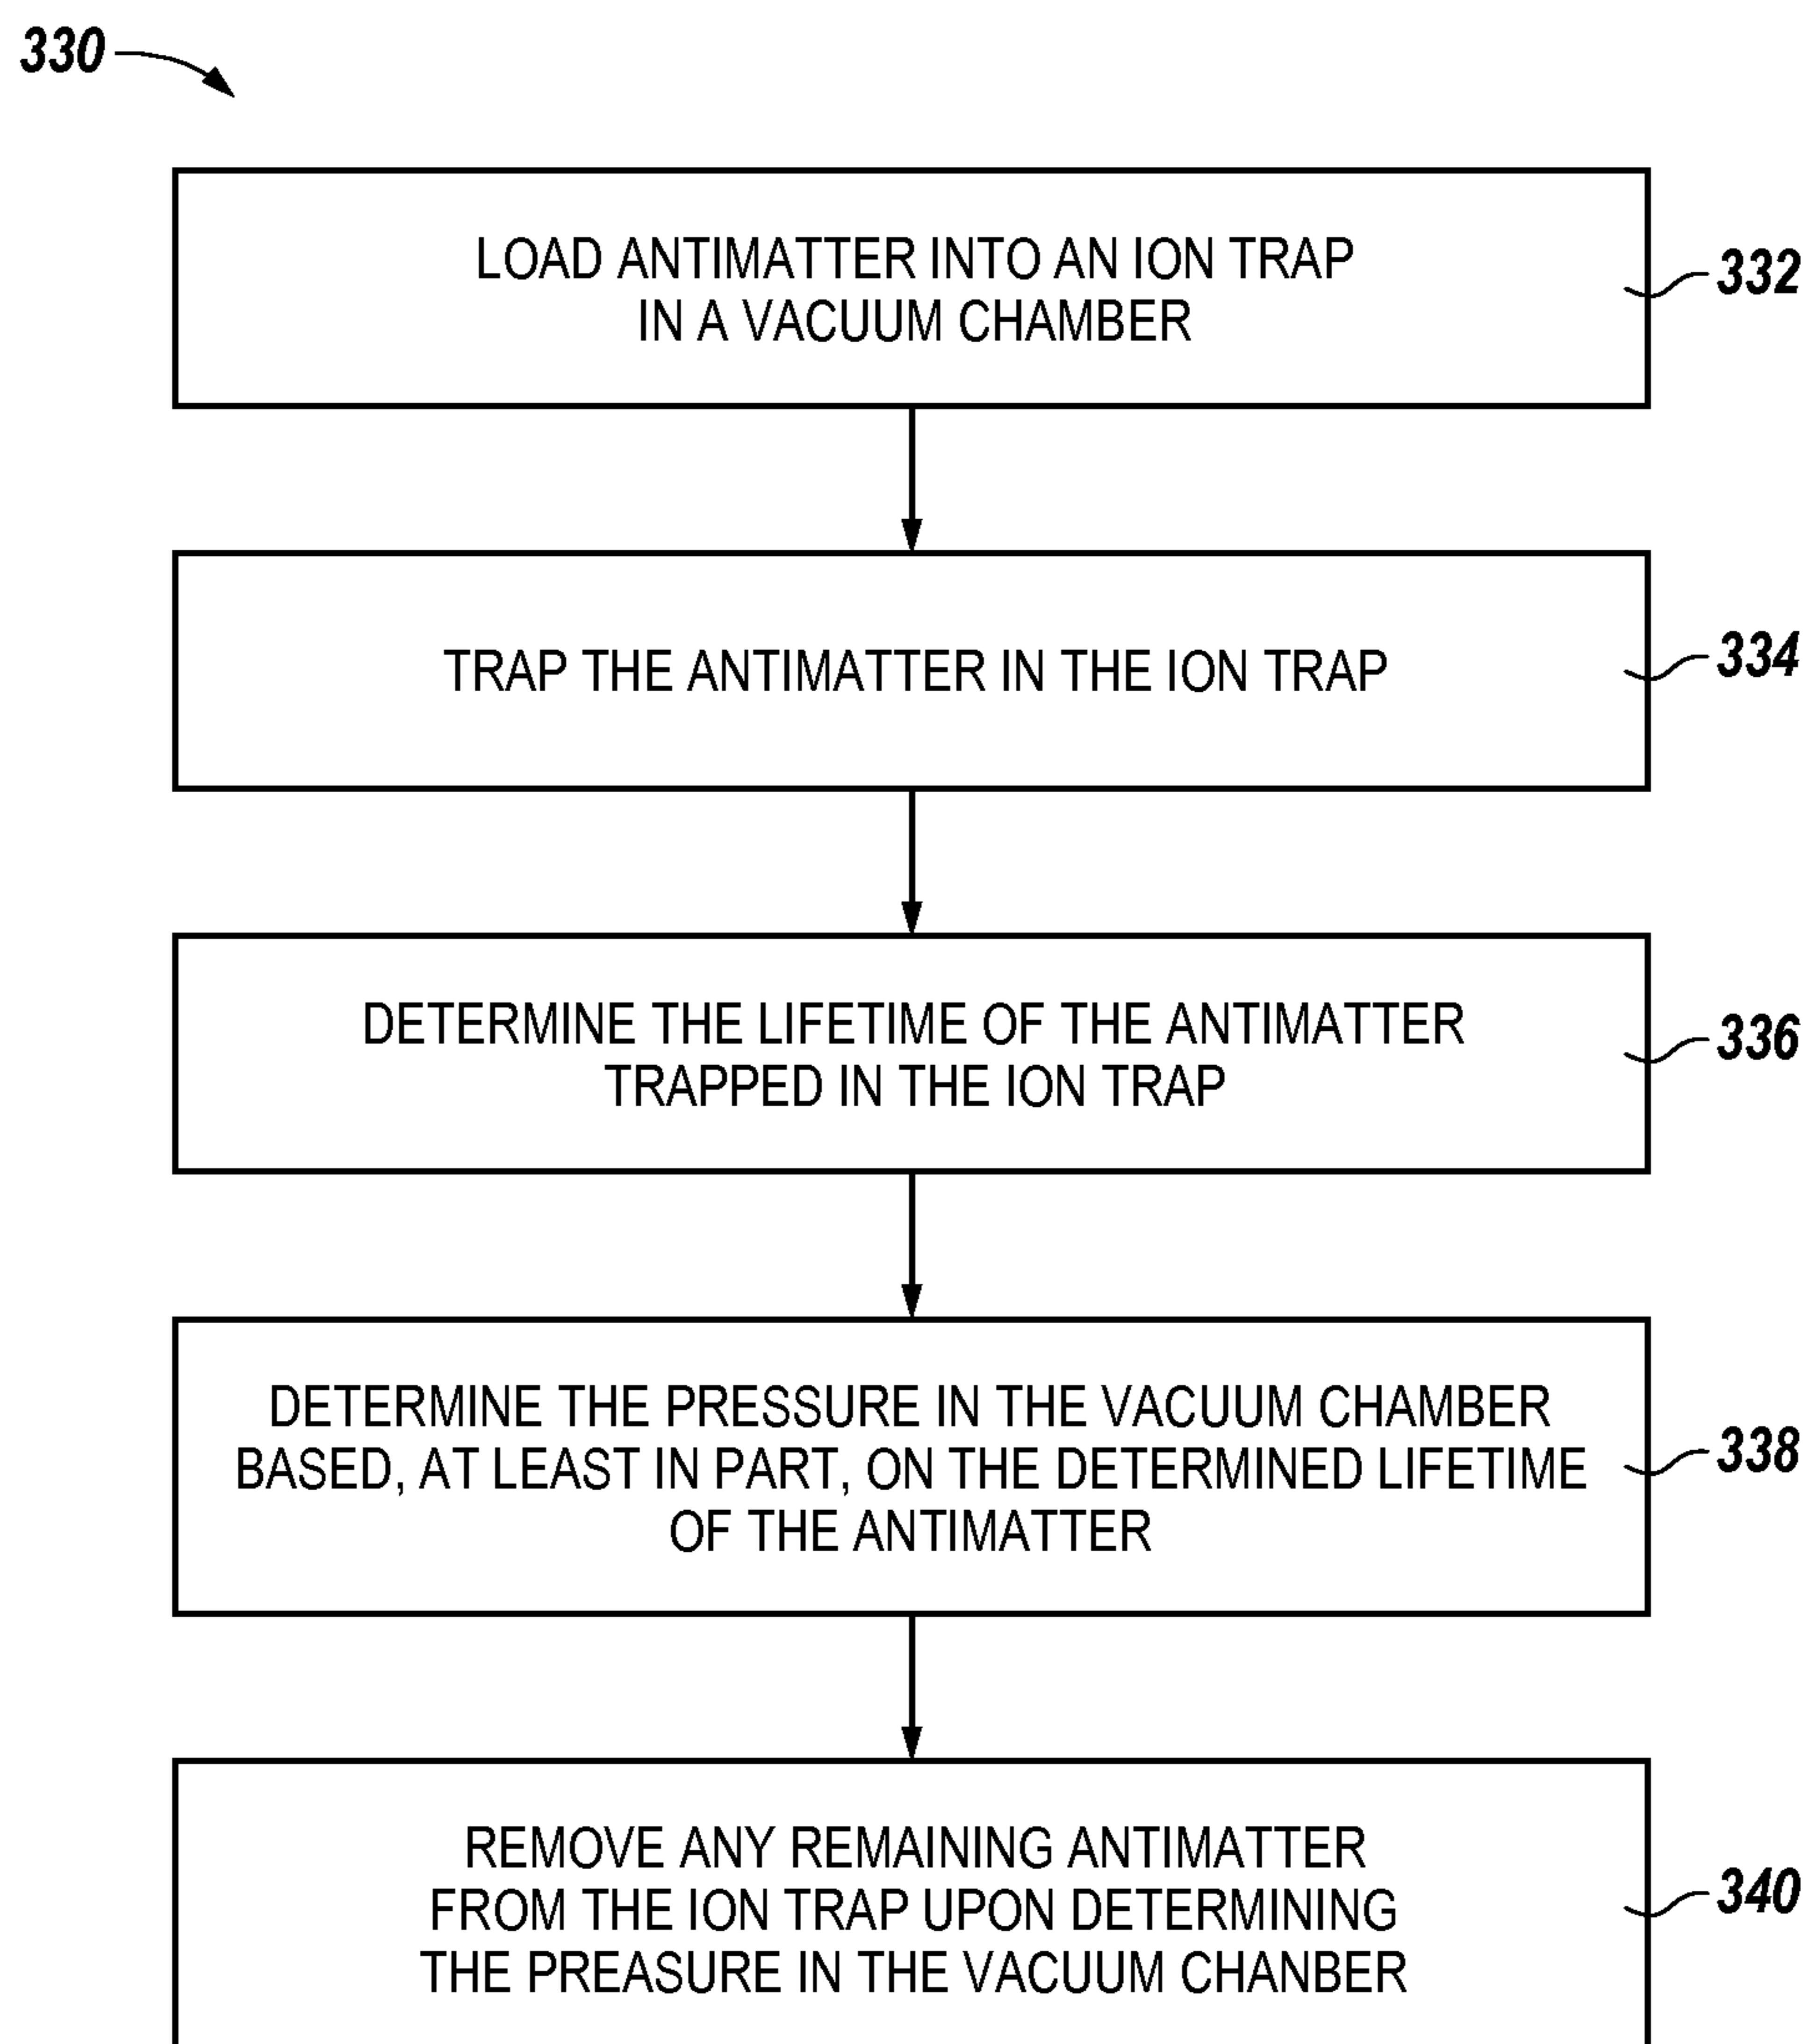 330
LOAD ANTIMATTER INTO AN ION TRAP
IN A VACUUM CHAMBER
332
TRAP THE ANTIMATTER IN THE ION TRAP
334
DETERMINE THE LIFETIME OF THE ANTIMATTER
TRAPPED IN THE ION TRAP
336
DETERMINE THE PRESSURE IN THE VACUUM CHAMBER
BASED, AT LEAST IN PART, ON THE DETERMINED LIFETIME
OF THE ANTIMATTER
338
REMOVE ANY REMAINING ANTIMATTER
FROM THE ION TRAP UPON DETERMINING
THE PREASURE IN THE VACUUM CHANBER
340